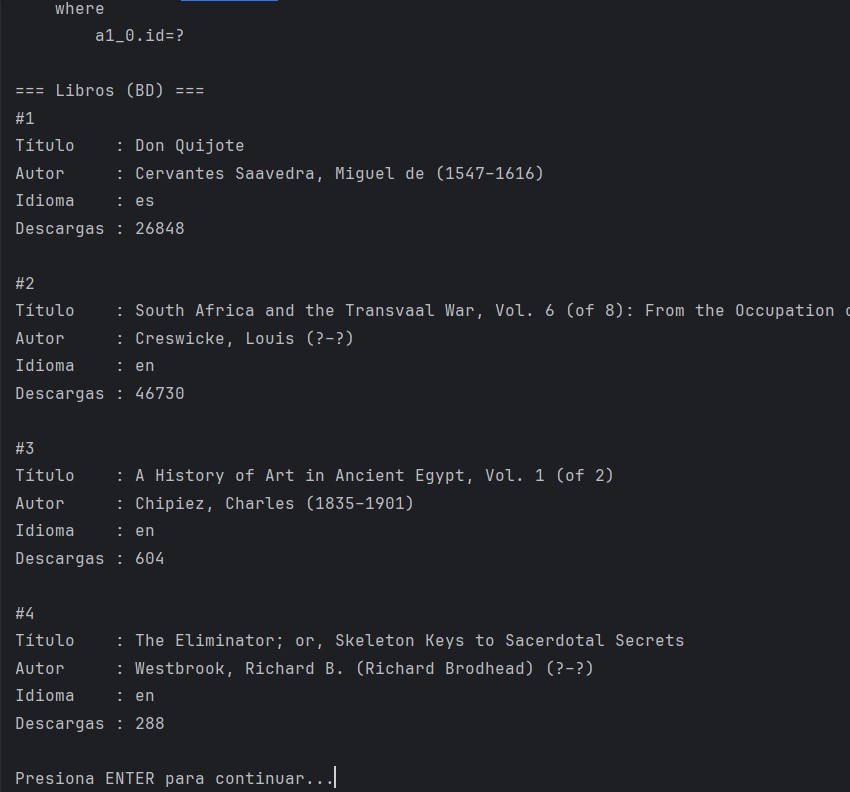 where
a1_0.id=?
=== Libros (BD) ===
#1
Título    : Don Quijote
Autor     : Cervantes Saavedra, Miguel de (1547-1616)
Idioma    : es
Descargas : 26848
#2
Título    : South Africa and the Transvaal War, Vol. 6 (of 8): From the Occupation
Autor     : Creswicke, Louis (?-?)
Idioma    : en
Descargas : 46730
#3
Título    : A History of Art in Ancient Egypt, Vol. 1 (of 2)
Autor     : Chipiez, Charles (1835-1901)
Idioma    : en
Descargas : 604
#4
Título    : The Eliminator; or, Skeleton Keys to Sacerdotal Secrets
Autor     : Westbrook, Richard B. (Richard Brodhead) (?-?)
Idioma    : en
Descargas : 288
Presiona ENTER para continuar...